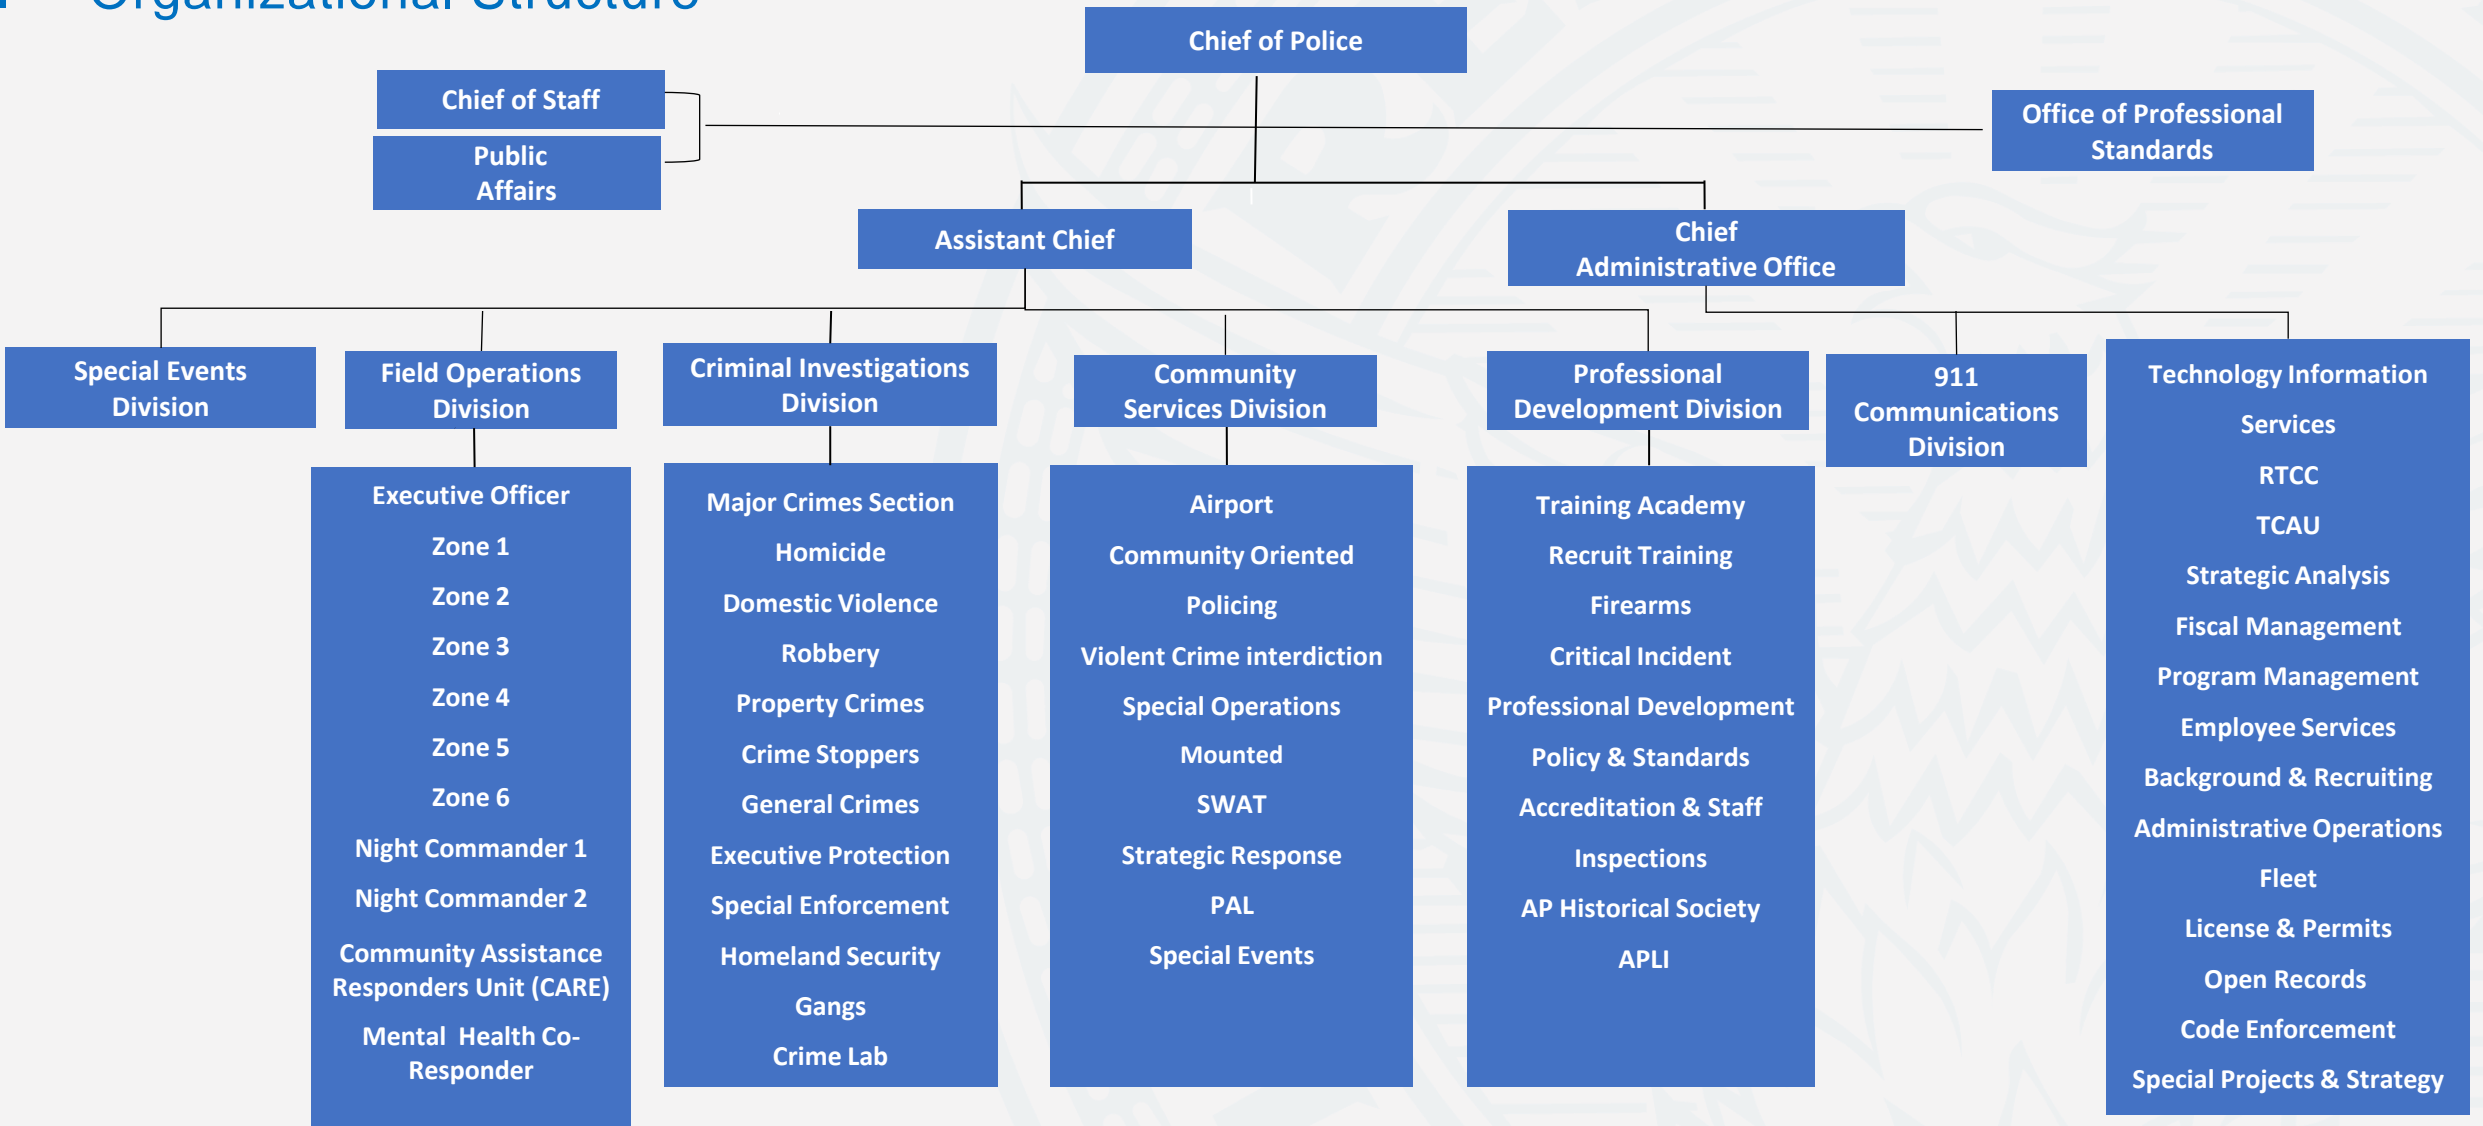 Organizational Structure
Chief of Police
Chief of Staff
Public
Affairs
Office of Professional
Standards
Assistant Chief
Chief
Administrative Office
Special Events
Division
Field Operations
Division
Criminal Investigations
Division
Community
Services Division
Professional
Development Division
911
Communications
Division
Executive Officer
Zone 1
Zone 2
Zone 3
Zone 4
Zone 5
Zone 6
Night Commander 1
Night Commander 2
Community Assistance
Responders Unit (CARE)
Mental Health Co-
Responder
Major Crimes Section
Homicide
Domestic Violence
Robbery
Property Crimes
Crime Stoppers
General Crimes
Executive Protection
Special Enforcement
Homeland Security
Gangs
Crime Lab
Airport
Community Oriented
Policing
Violent Crime interdiction
Special Operations
Mounted
SWAT
Strategic Response
PAL
Special Events
Training Academy
Recruit Training
Firearms
Critical Incident
Professional Development
Policy & Standards
Accreditation & Staff
Inspections
AP Historical Society
APLI
Technology Information
Services
RTCC
TCAU
Strategic Analysis
Fiscal Management
Program Management
Employee Services
Background & Recruiting
Administrative Operations
Fleet
License & Permits
Open Records
Code Enforcement
Special Projects & Strategy